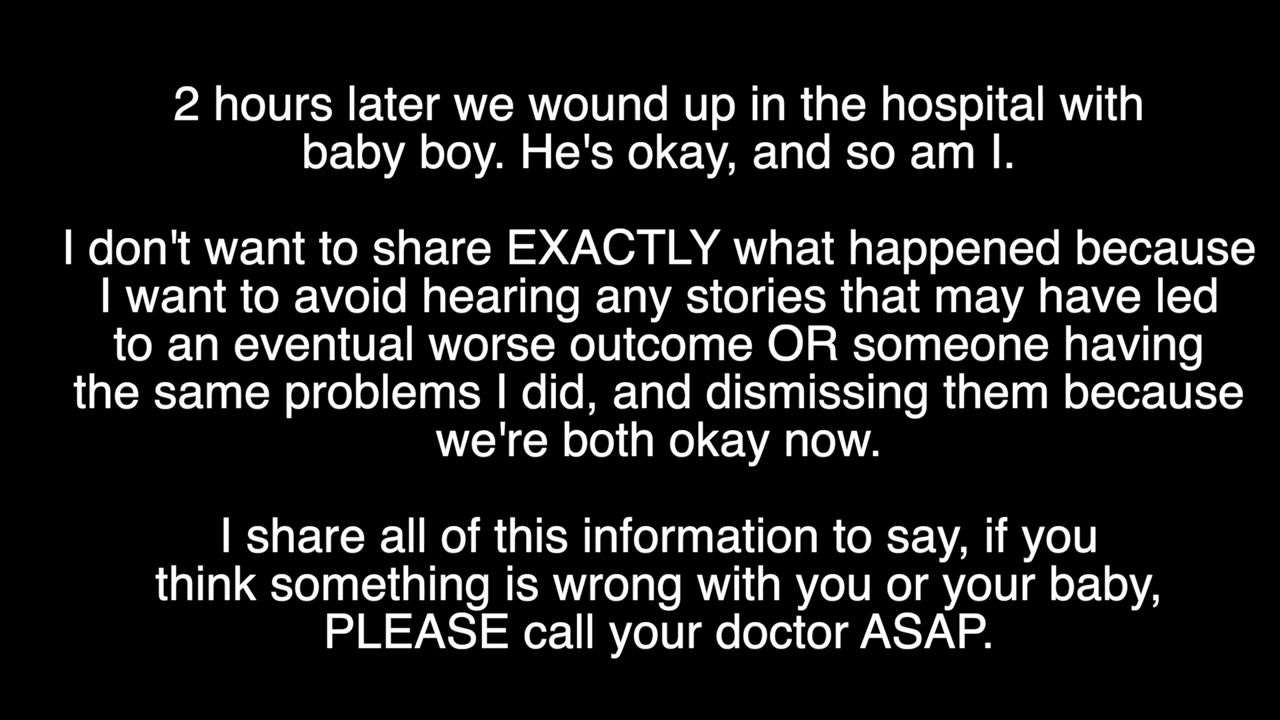 2 hours later we wound up in the hospital with
baby boy. He's okay, and so am I.
I don't want to share EXACTLY what happened because
I want to avoid hearing any stories that may have led
to an eventual worse outcome OR someone having
the same problems I did, and dismissing them because
we're both okay now.
I share all of this information to say, if you
think something is wrong with you or your baby,
PLEASE call your doctor ASAP.